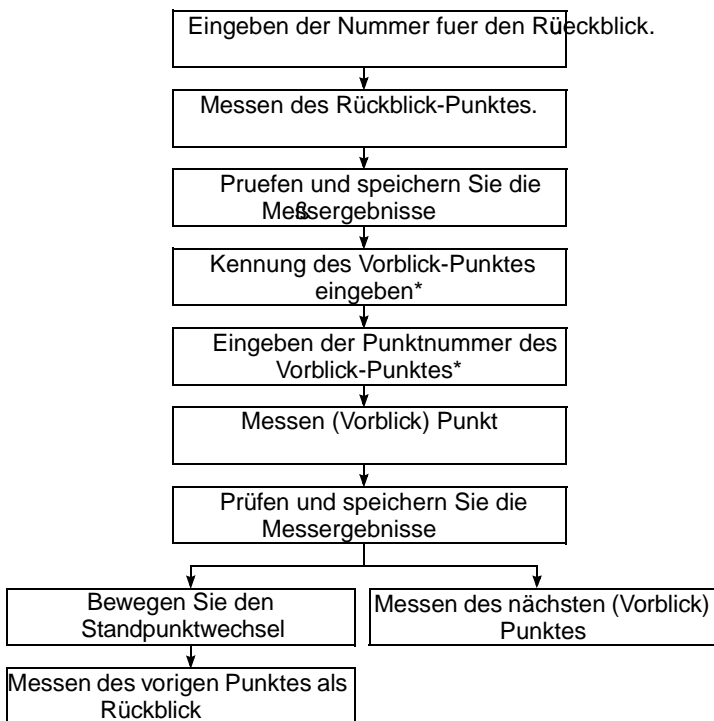 Eingeben der Nummer fuer den Rüeckblick.
Messen des Rückblick-Punktes.
Pruefen und speichern Sie die
Meßsergebnisse
Kennung des Vorblick-Punktes
eingeben*
Eingeben der Punktnummer des
Vorblick-Punktes*
Messen (Vorblick) Punkt
Prüfen und speichern Sie die
Messergebnisse
Bewegen Sie den
Standpunktwechsel
Messen des nächsten (Vorblick)
Punktes
Messen des vorigen Punktes als
Rückblick